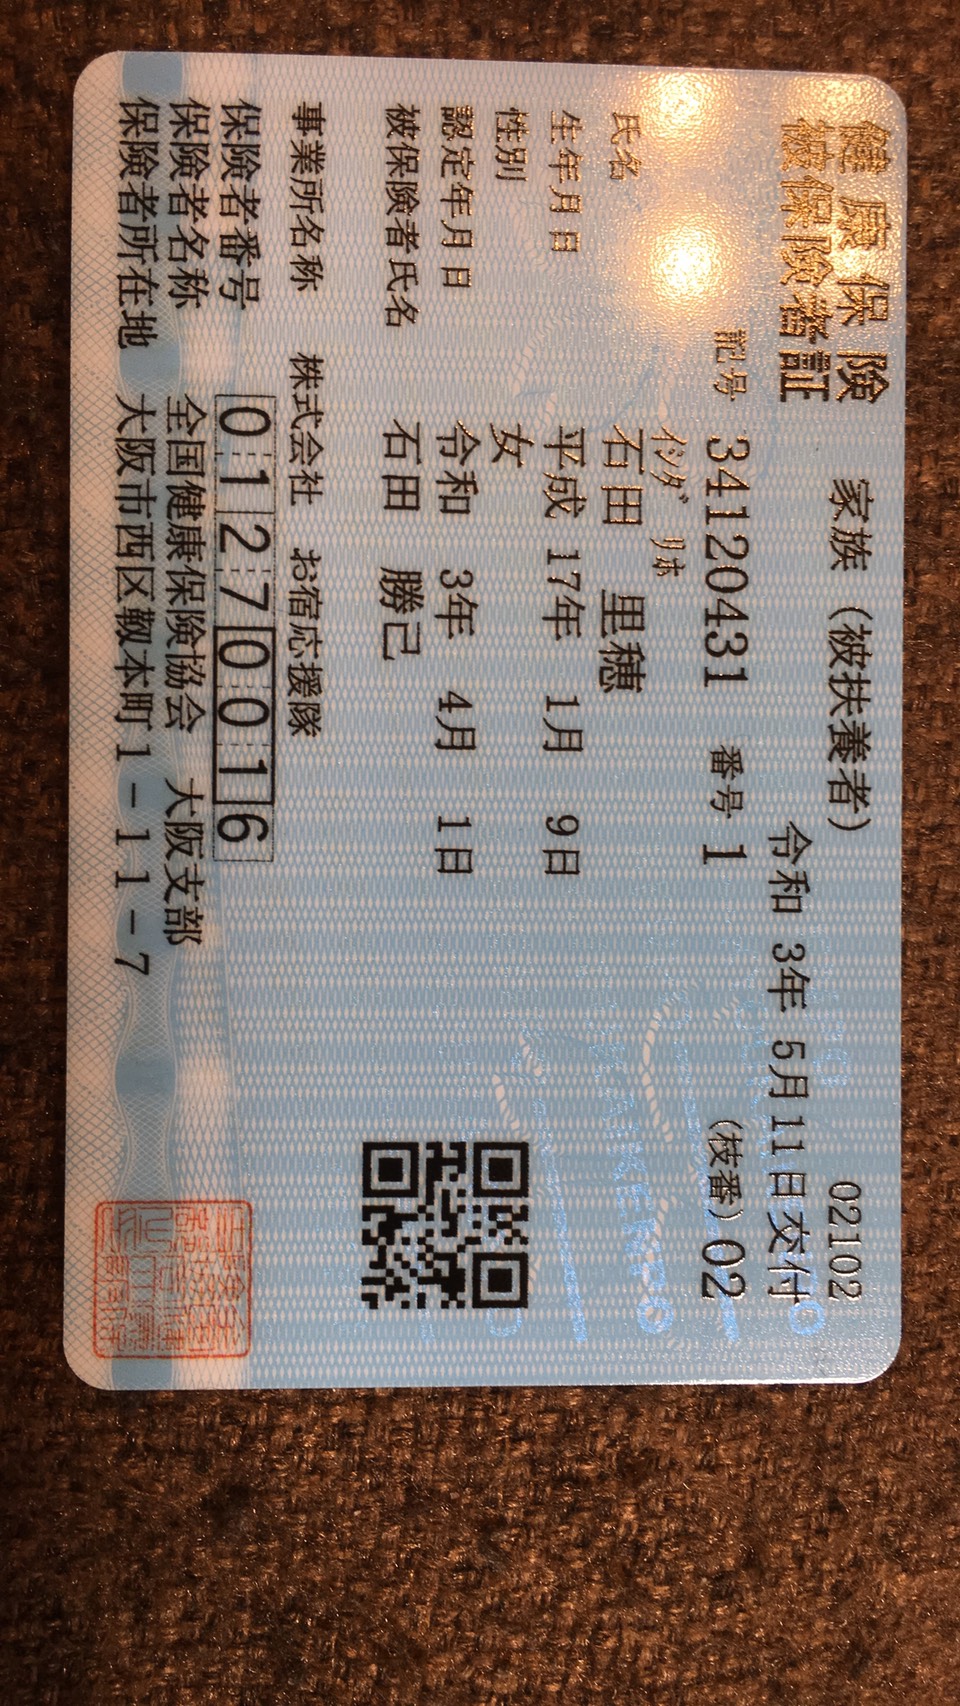 健康保険 家族（被扶養者） 02102
被保険者証 令和 3年 5月11日交付
記号 34120431 番号 1 (枝番) 02
ｲｼﾀﾞ ﾘﾎ
氏名 石田 里穂
生年月日 平成 17年 1月 9日
性別 女
認定年月日 令和 3年 4月 1日
被保険者氏名 石田 勝己
事業所名称 株式会社 お宿応援隊
保険者番号 01270016
保険者名称 全国健康保険協会 大阪支部
保険者所在地 大阪市西区靱本町1-11-7